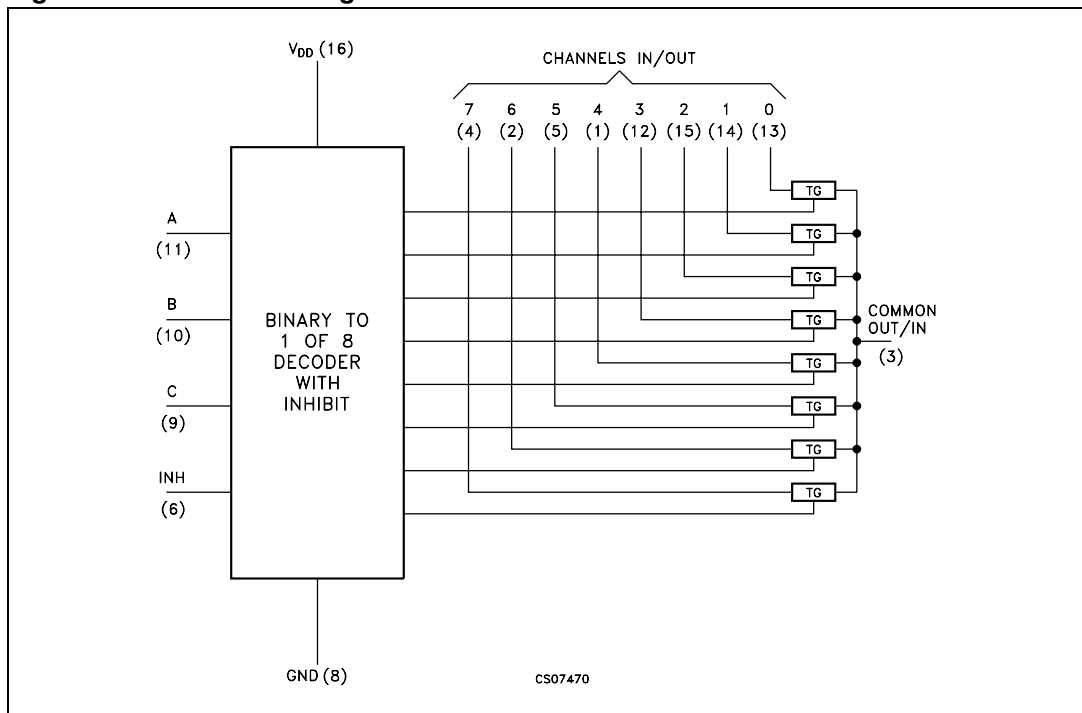 V_DD (16)
CHANNELS IN/OUT
7 6 5 4 3 2 1 0
(4) (2) (5) (1) (12) (15) (14) (13)
TG
A
(11)
TG
TG
B
(10)
BINARY TO
1 OF 8
DECODER
WITH
INHIBIT
TG
COMMON
OUT/IN
(3)
TG
C
(9)
TG
TG
INH
(6)
TG
GND (8)
CS07470